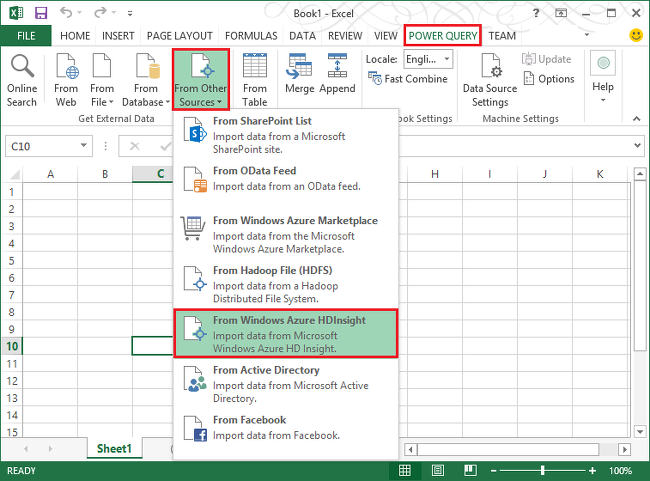 Book1 - Excel
FILE HOME INSERT PAGE LAYOUT FORMULAS DATA REVIEW VIEW POWER QUERY TEAM
Online Search
From Web
From File
From Database
From Other Sources
From Table
Merge
Append
Locale: Engli...
Fast Combine
Data Source Settings
Update
Options
Help
Get External Data
ook Settings
Machine Settings
C10
A B C H I J K
1
2
3
4
5
6
7
8
9
10
11
12
13
14
15
From SharePoint List
Import data from a Microsoft
SharePoint site.
From OData Feed
Import data from an OData feed.
From Windows Azure Marketplace
Import data from the Microsoft
Windows Azure Marketplace.
From Hadoop File (HDFS)
Import data from a Hadoop
Distributed File System.
From Windows Azure HDInsight
Import data from Microsoft
Windows Azure HD Insight.
From Active Directory
Import data from Microsoft Active
Directory.
From Facebook
Import data from Facebook.
Sheet1
READY
100%